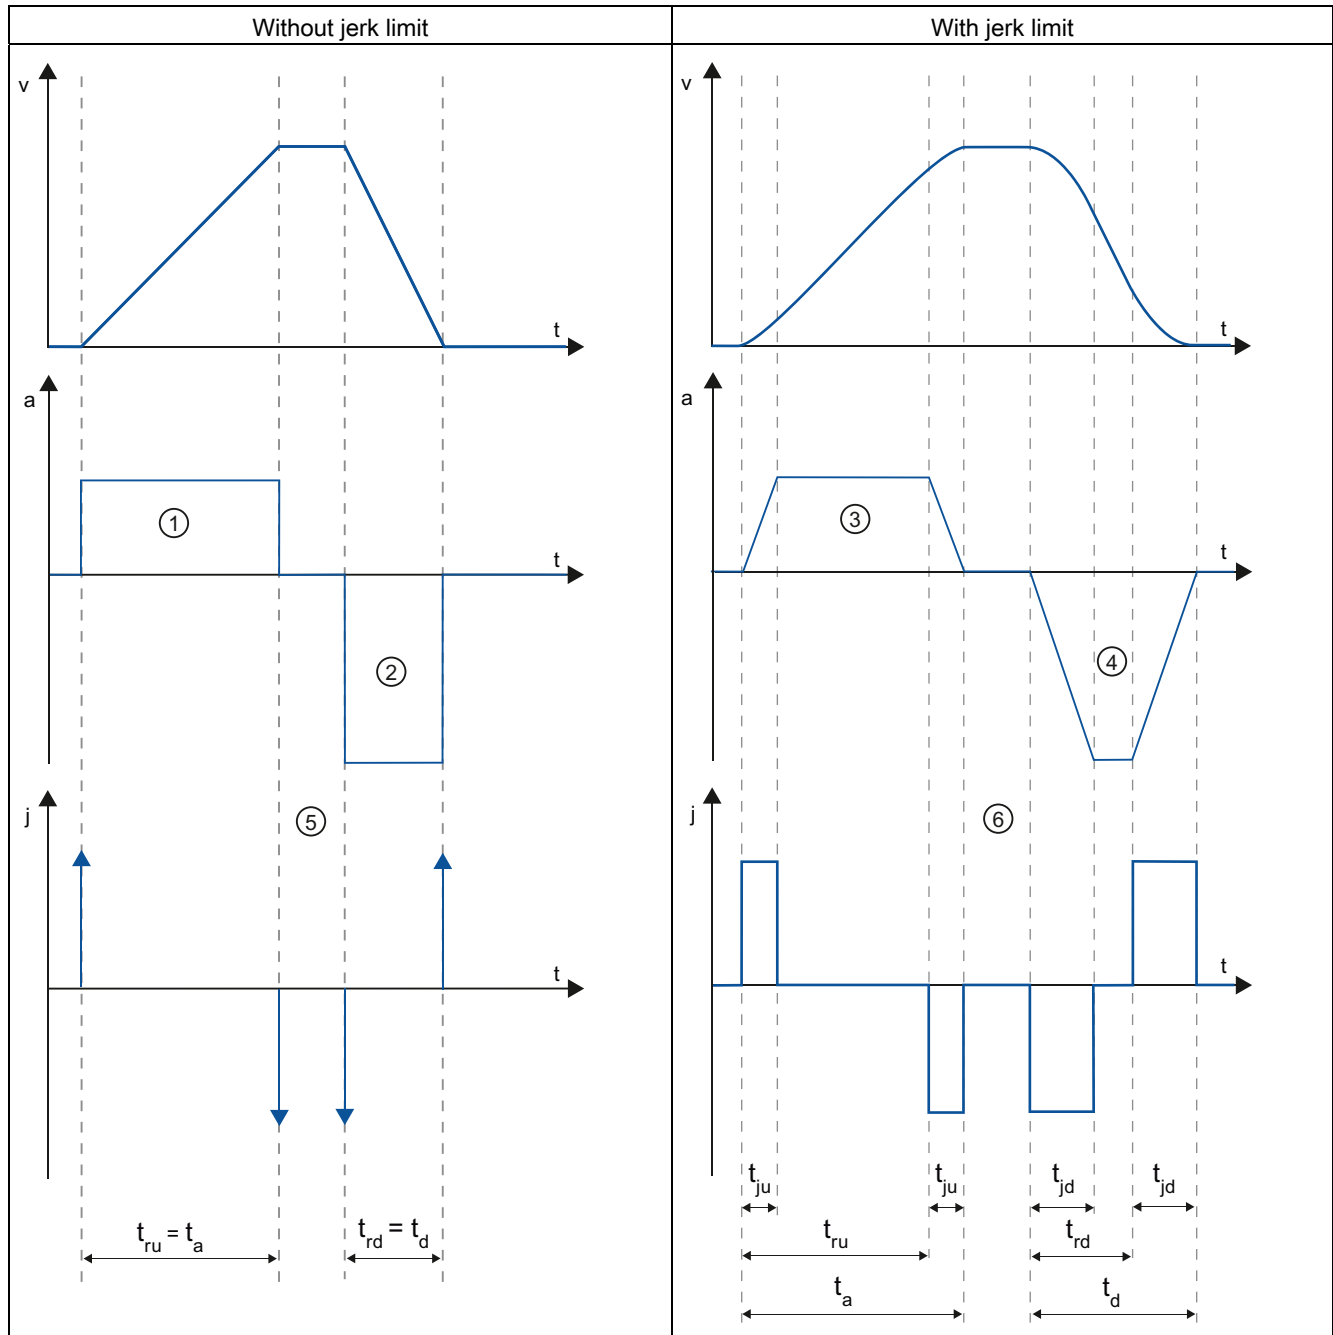 Without jerk limit
With jerk limit
v
t
v
t
a
①
②
t
a
③
④
t
j
⑤
t
j
⑥
t
t_ru = t_a
t_rd = t_d
t_ju
t_ju
t_jd
t_jd
t_ru
t_rd
t_a
t_d